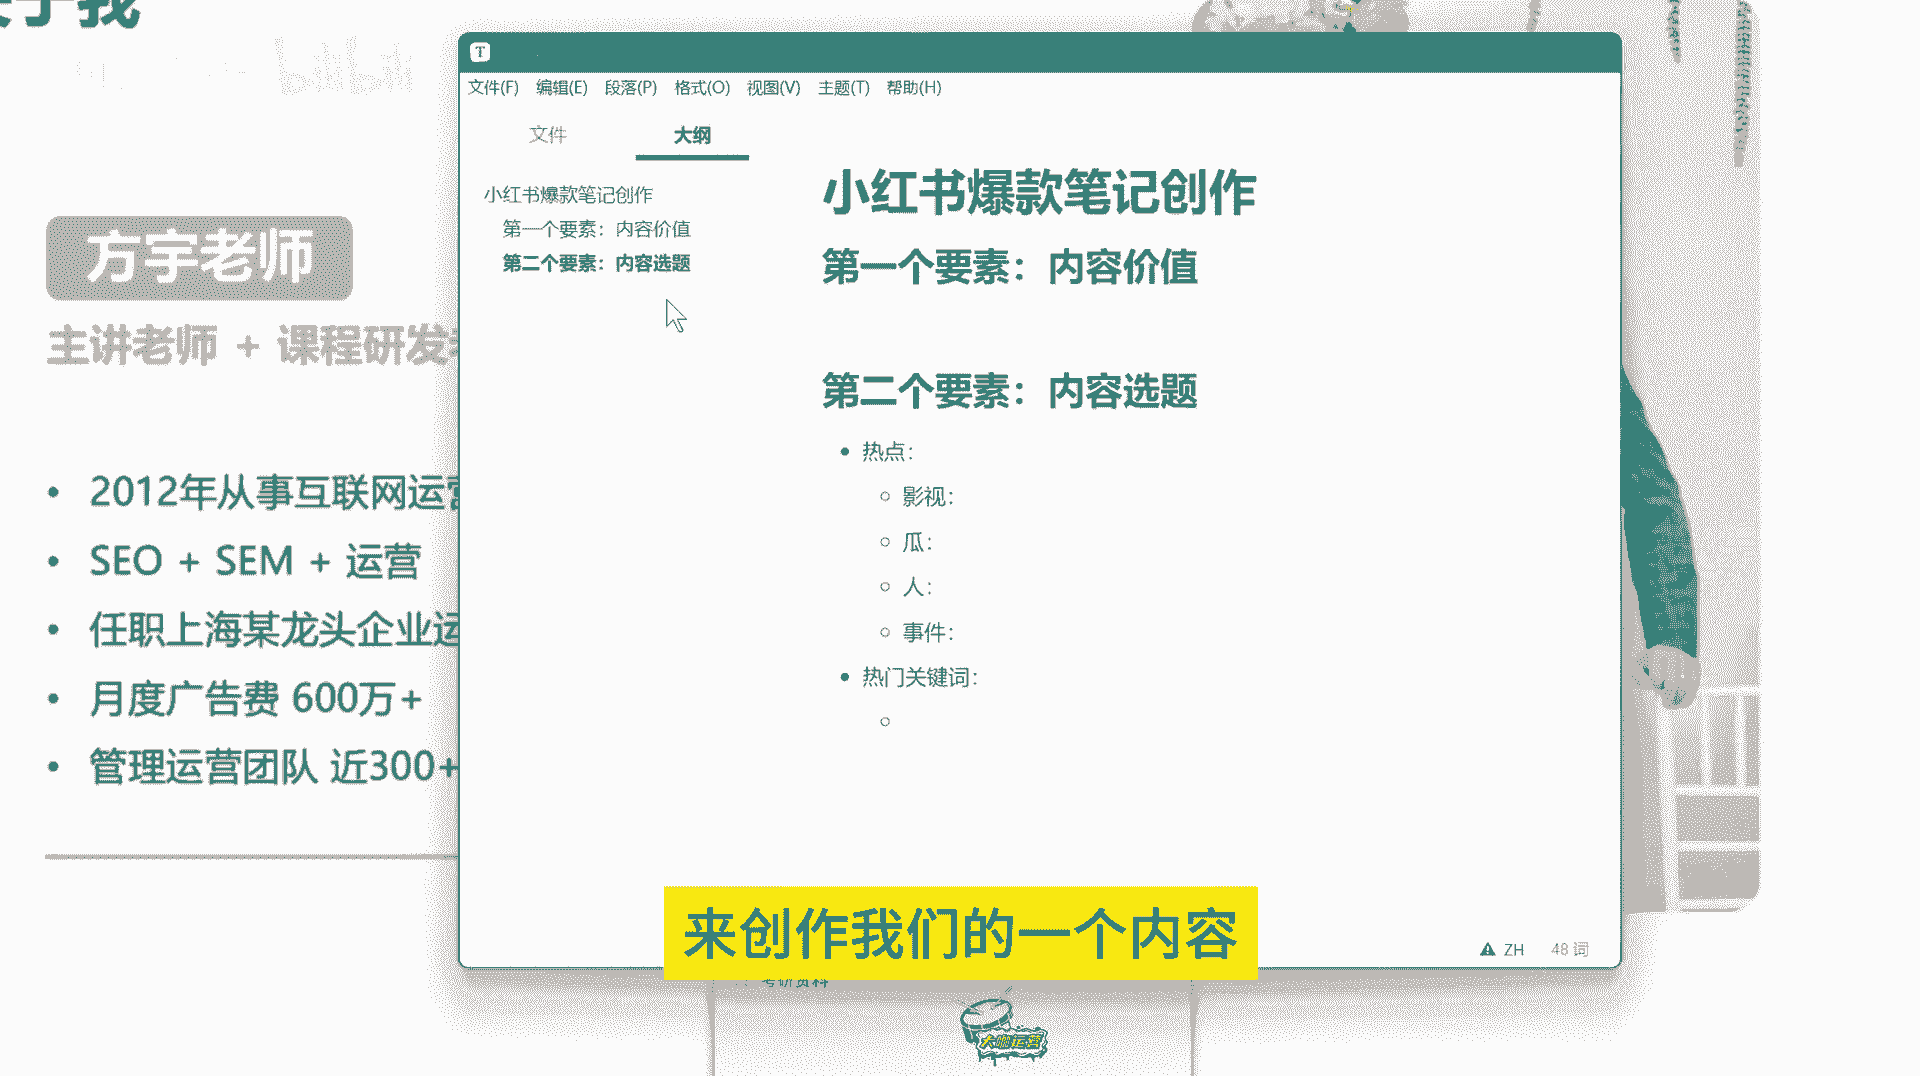 关于我
bilibili
方宇老师
主讲老师 + 课程研发
2012年从事互联网运营
SEO + SEM + 运营
任职上海某龙头企业运
月度广告费 600万+
管理运营团队 近300+
T
文件(F) 编辑(E) 段落(P) 格式(O) 视图(V) 主题(T) 帮助(H)
文件 大纲
小红书爆款笔记创作
第一个要素：内容价值
第二个要素：内容选题
小红书爆款笔记创作
第一个要素：内容价值
第二个要素：内容选题
热点：
影视：
瓜：
人：
事件：
热门关键词：
来创作我们的一个内容
ZH 48 词
考研资料
大咖运营